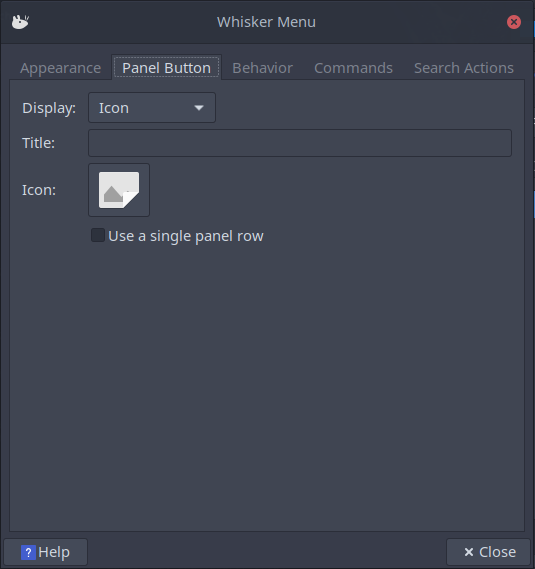 Whisker Menu
Appearance Panel Button Behavior Commands Search Actions
Display: Icon
Title:
Icon:
Use a single panel row
? Help × Close